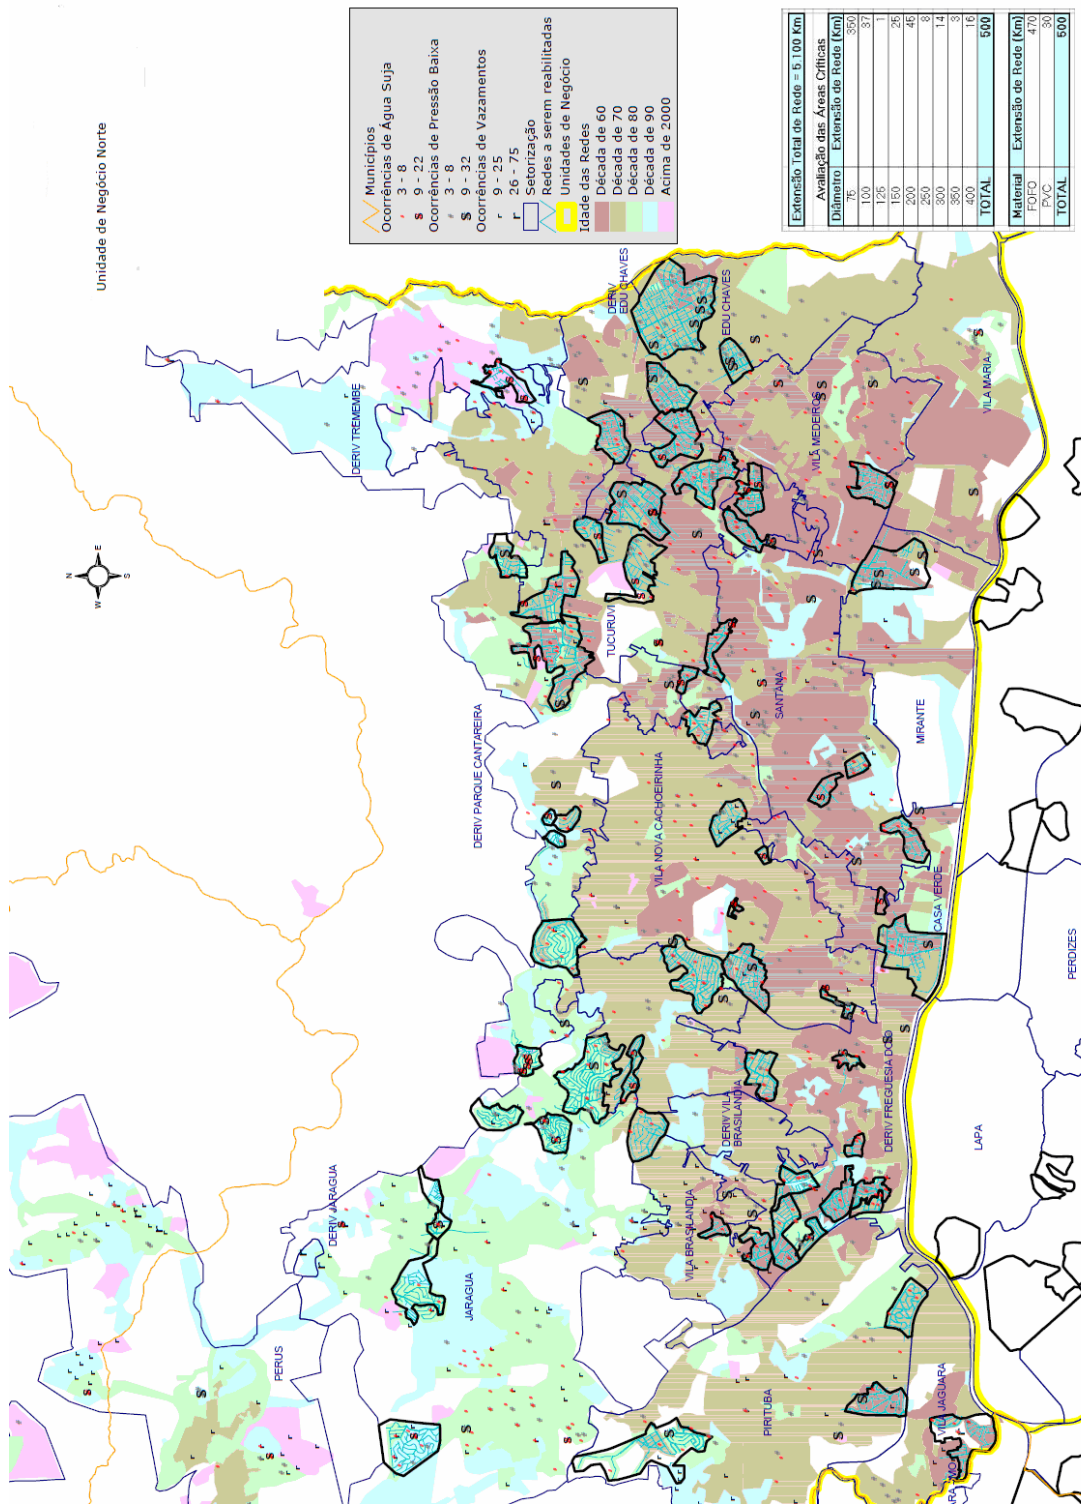 Unidade de Negócio Norte
N
W
E
S
Municípios
Ocorrências de Água Suja
3 - 8
9 - 22
Ocorrências de Pressão Baixa
3 - 8
9 - 32
Ocorrências de Vazamentos
9 - 25
26 - 75
Setorização
Redes a serem reabilitadas
Unidades de Negócio
Idade das Redes
Década de 60
Década de 70
Década de 80
Década de 90
Acima de 2000
Extensão Total de Rede = 5.100 Km
Avaliação das Áreas Críticas
Diâmetro Extensão de Rede (Km)
75 350
100 37
125 1
150 25
200 45
250 8
300 14
350 3
400 16
TOTAL 500
Material Extensão de Rede (Km)
FOFO 470
PVC 30
TOTAL 500
DERIV TREMEMBE
DERIV EDU CHAVES
EDU CHAVES
VILA MEDEIROS
VILA MARIA
TUCURUVI
SANTANA
MIRANTE
DERIV PARQUE CANTAREIRA
VILA NOVA CACHOEIRINHA
CASA VERDE
PERDIZES
DERIV VILA BRASILANDIA
DERIV FREGUESIA DO O
LAPA
DERIV JARAGUA
VILA BRASILANDIA
JARAGUA
PERUS
PIRITUBA
VILA JAGUARA